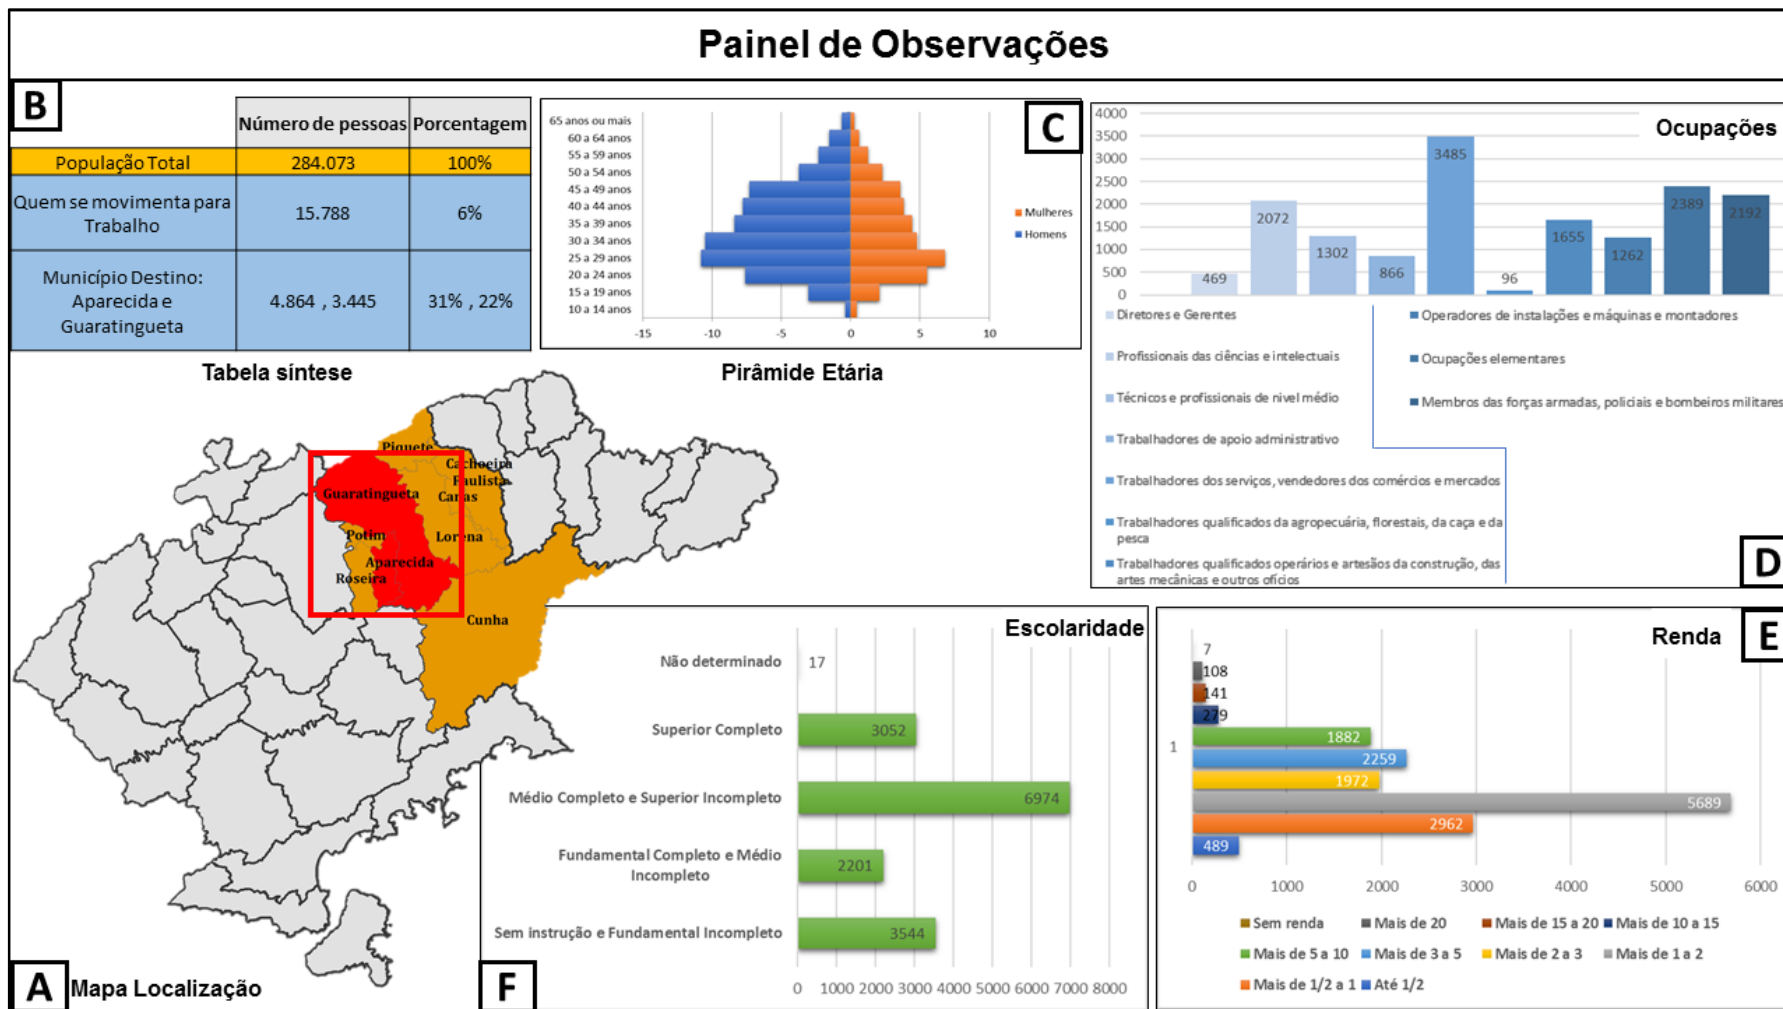 Painel de Observações
B
Número de pessoas Porcentagem
População Total 284.073 100%
Quem se movimenta para
Trabalho 15.788 6%
Município Destino:
Aparecida e
Guaratingueta 4.864 , 3.445 31% , 22%
Tabela síntese
C
65 anos ou mais
60 a 64 anos
55 a 59 anos
50 a 54 anos
45 a 49 anos
40 a 44 anos
35 a 39 anos
30 a 34 anos
25 a 29 anos
20 a 24 anos
15 a 19 anos
10 a 14 anos
-15 -10 -5 0 5 10
Mulheres
Homens
Pirâmide Etária
Ocupações
4000
3500
3000
2500
2000
1500
1000
500
0
469 2072 1302 866 3485 96 1655 1262 2389 2192
Diretores e Gerentes
Profissionais das ciências e intelectuais
Técnicos e profissionais de nivel médio
Trabalhadores de apoio administrativo
Trabalhadores dos serviços, vendedores dos comércios e mercados
Trabalhadores qualificados da agropecuária, florestais, da caça e da
pesca
Trabalhadores qualificados operários e artesãos da construção, das
artes mecânicas e outros ofícios
Operadores de instalações e máquinas e montadores
Ocupações elementares
Membros das forças armadas, policiais e bombeiros militares
D
Piquete
Cachoeira
Paulista
Guaratingueta
Canas
Potim
Lorena
Aparecida
Roseira
Cunha
A
Mapa Localização
Escolaridade
Não determinado 17
Superior Completo 3052
Médio Completo e Superior Incompleto 6974
Fundamental Completo e Médio
Incompleto 2201
Sem instrução e Fundamental Incompleto 3544
0 1000 2000 3000 4000 5000 6000 7000 8000
F
Renda
E
7
108
141
279
1882
1
2259
1972
5689
2962
489
0 1000 2000 3000 4000 5000 6000
Sem renda Mais de 20 Mais de 15 a 20 Mais de 10 a 15
Mais de 5 a 10 Mais de 3 a 5 Mais de 2 a 3 Mais de 1 a 2
Mais de 1/2 a 1 Até 1/2